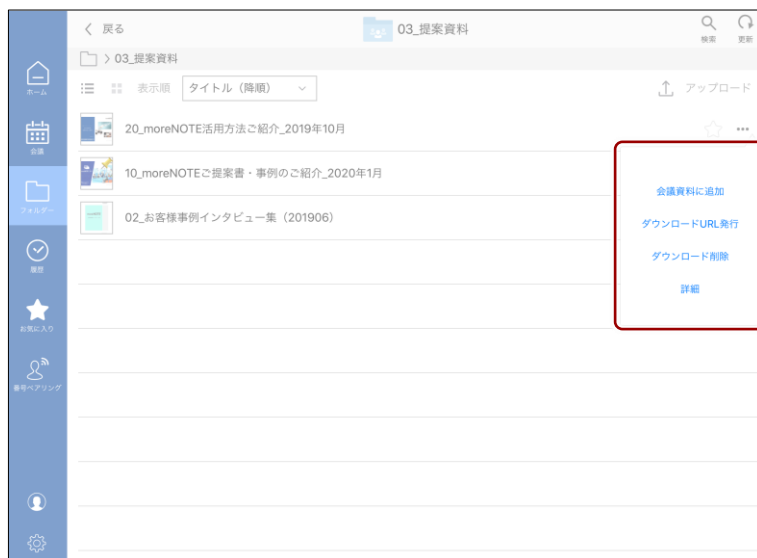 戻る
03_提案資料
検索
更新
03_提案資料
表示順
タイトル（降順）
アップロード
ホーム
会議
フォルダー
履歴
お気に入り
番号ペアリング
20_moreNOTE活用方法ご紹介_2019年10月
10_moreNOTEご提案書・事例のご紹介_2020年1月
02_お客様事例インタビュー集（201906）
会議資料に追加
ダウンロードURL発行
ダウンロード削除
詳細